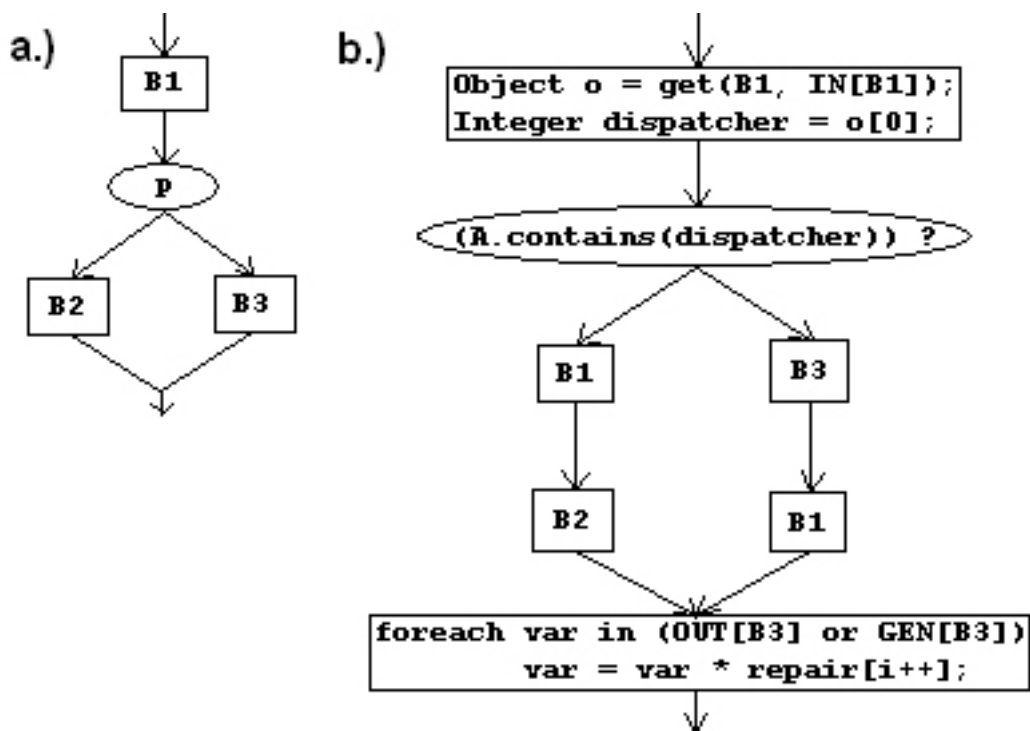 a.)
B1
p
B2
B3
b.)
Object o = get(B1, IN[B1]);
Integer dispatcher = o[0];
(A.contains(dispatcher)) ?
B1
B3
B2
B1
foreach var in (OUT[B3] or GEN[B3])
var = var * repair[i++];